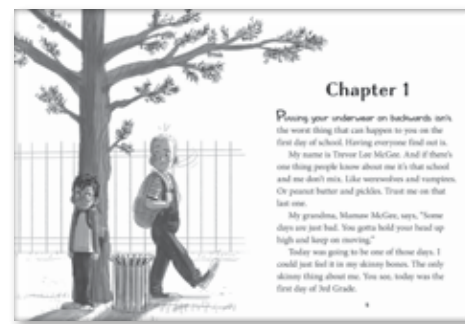 Chapter 1
Putting your underwear on backwards isn't
the worst thing that can happen to you on the
first day of school. Having everyone find out is.
My name is Trevor Lee McGee. And if there's
one thing people know about me it's that school
and me don't mix. Like werewolves and vampires.
Or peanut butter and pickles. Trust me on that
last one.
My grandma, Mamaw McGee, says, "Some
days are just bad. You gotta hold your head up
high and keep on moving."
Today was going to be one of those days. I
could just feel it in my skinny bones. The only
skinny thing about me. You see, today was the
first day of 3rd Grade.